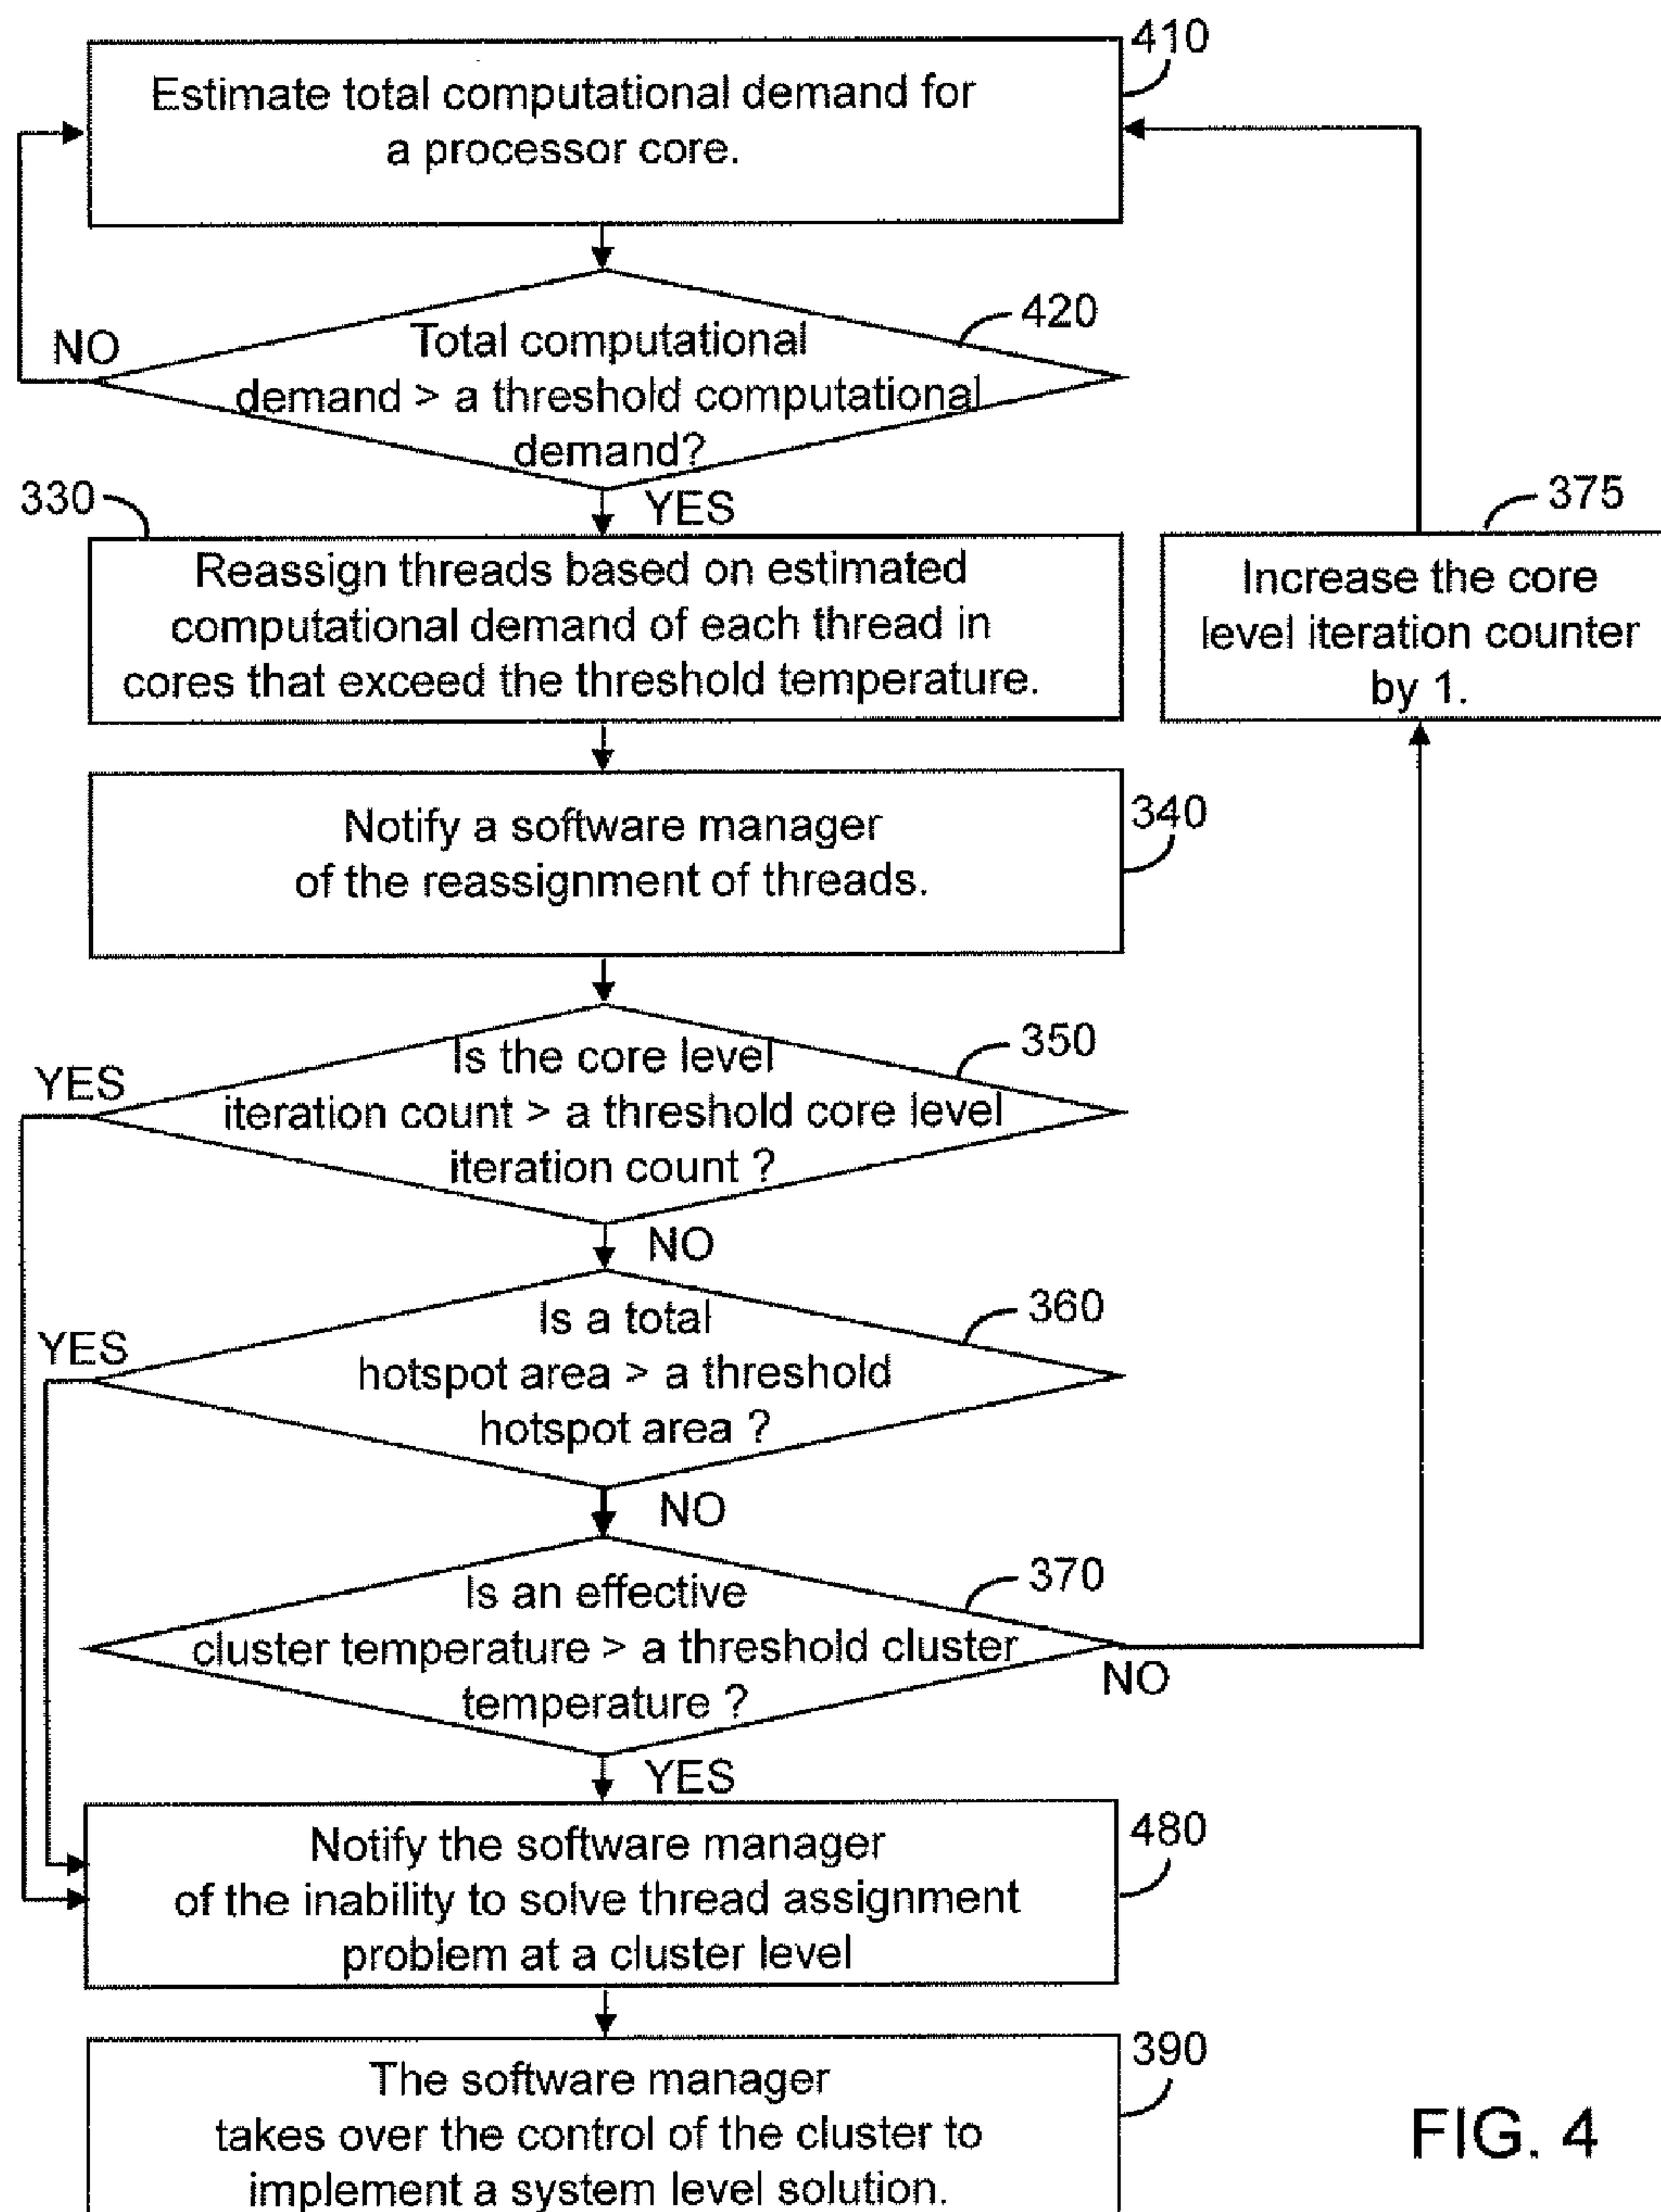 410
Estimate total computational demand for
a processor core.
420
NO
Total computational
demand > a threshold computational
demand?
YES
330
375
Reassign threads based on estimated
computational demand of each thread in
cores that exceed the threshold temperature.
Increase the core
level iteration counter
by 1.
340
Notify a software manager
of the reassignment of threads.
350
YES
Is the core level
iteration count > a threshold core level
iteration count ?
NO
360
YES
Is a total
hotspot area > a threshold
hotspot area ?
NO
370
Is an effective
cluster temperature > a threshold cluster
temperature ?
NO
YES
480
Notify the software manager
of the inability to solve thread assignment
problem at a cluster level
390
The software manager
takes over the control of the cluster to
implement a system level solution.
FIG. 4